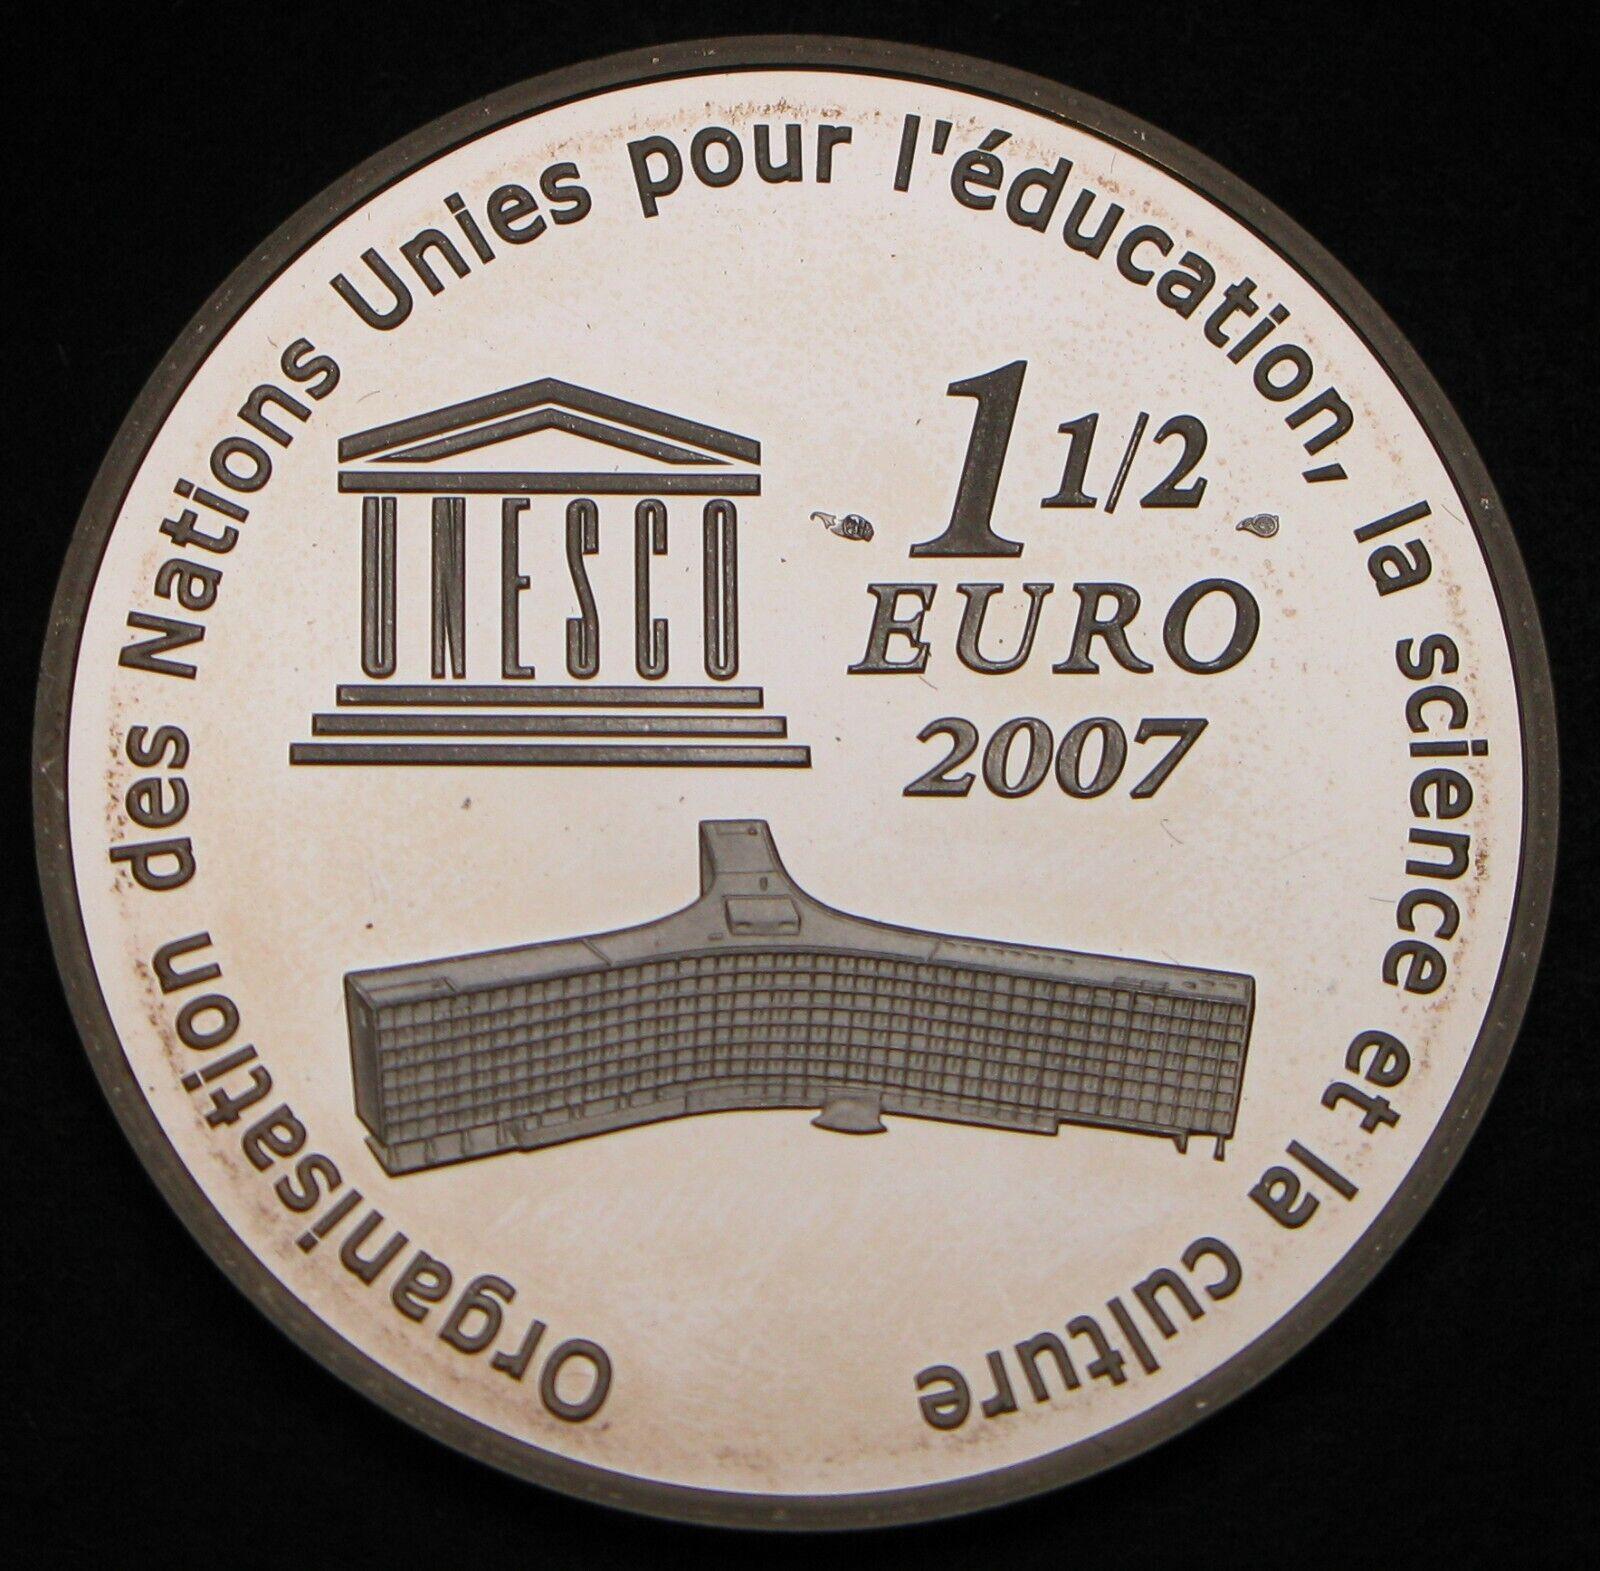 Organisation des Nations Unies pour l'éducation, la science et la culture
UNESCO
1 1/2
EURO
2007